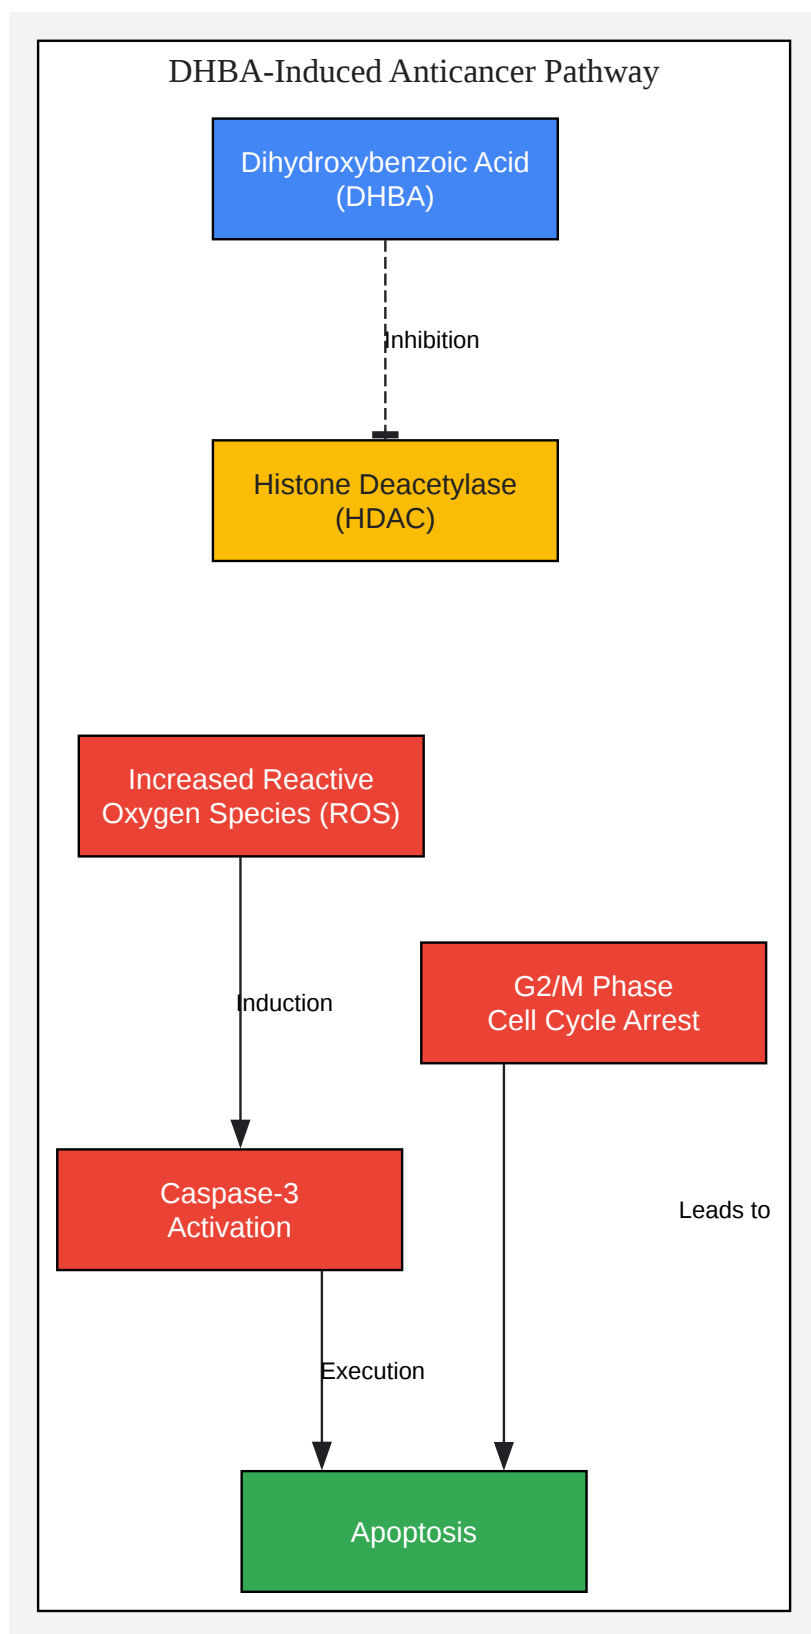 DHBA-Induced Anticancer Pathway
Dihydroxybenzoic Acid
(DHBA)
Inhibition
Histone Deacetylase
(HDAC)
Increased Reactive
Oxygen Species (ROS)
Induction
G2/M Phase
Cell Cycle Arrest
Caspase-3
Activation
Leads to
Execution
Apoptosis